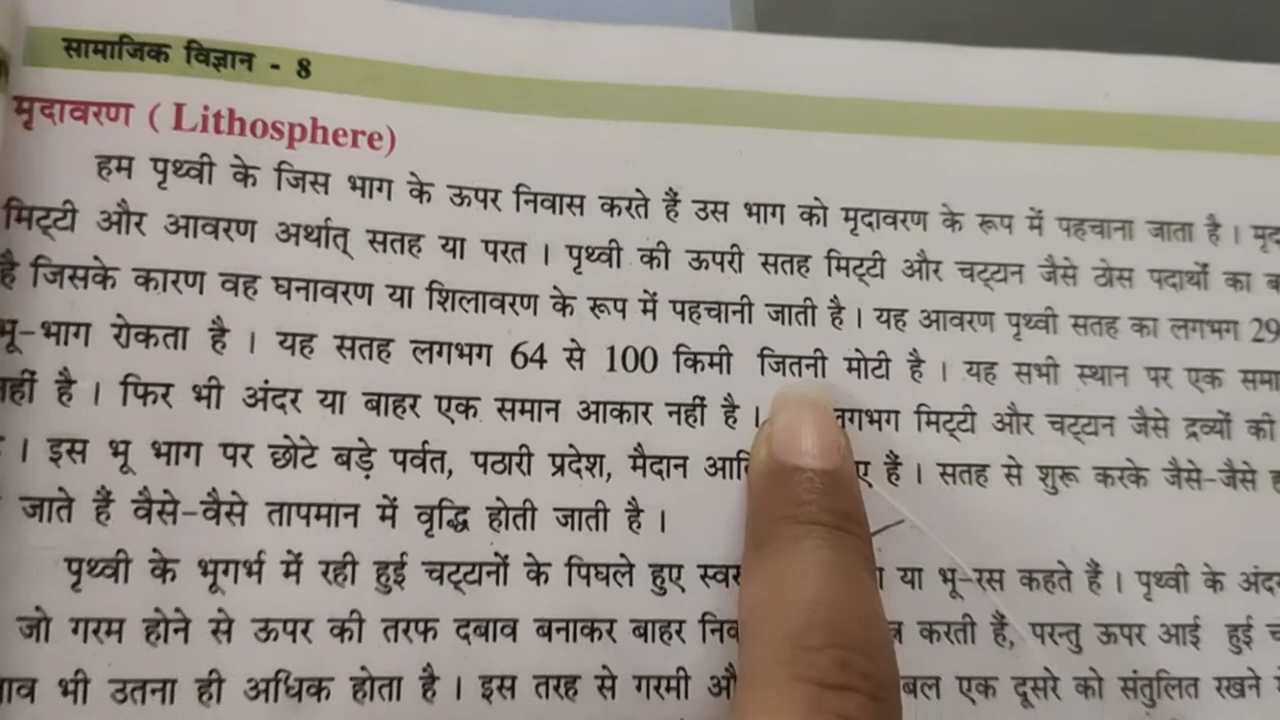 सामाजिक विज्ञान - 8
मृदावरण ( Lithosphere)
हम पृथ्वी के जिस भाग के ऊपर निवास करते हैं उस भाग को मृदावरण के रूप में पहचाना जाता है ।
मिट्टी और आवरण अर्थात् सतह या परत । पृथ्वी की ऊपरी सतह मिट्टी और चट्टान जैसे ठोस पदार्थों का
है जिसके कारण वह घनावरण या शिलावरण के रूप में पहचानी जाती है । यह आवरण पृथ्वी सतह का लगभग 29
भू-भाग रोकता है । यह सतह लगभग 64 से 100 किमी जितनी मोटी है । यह सभी स्थान पर एक
है । फिर भी अंदर या बाहर एक समान आकार नहीं है । मिट्टी और चट्टान जैसे द्रव्यों की
। इस भू भाग पर छोटे बड़े पर्वत, पठारी प्रदेश, मैदान हैं । सतह से शुरू करके जैसे-जैसे
जाते हैं वैसे-वैसे तापमान में वृद्धि होती जाती है ।
पृथ्वी के भूगर्भ में रही हुई चट्टानों के पिघले हुए या भू-रस कहते हैं । पृथ्वी के
जो गरम होने से ऊपर की तरफ दबाव बनाकर बाहर करती हैं, परन्तु ऊपर आई हुई
भी उतना ही अधिक होता है । इस तरह से गरमी बल एक दूसरे को संतुलित रखने